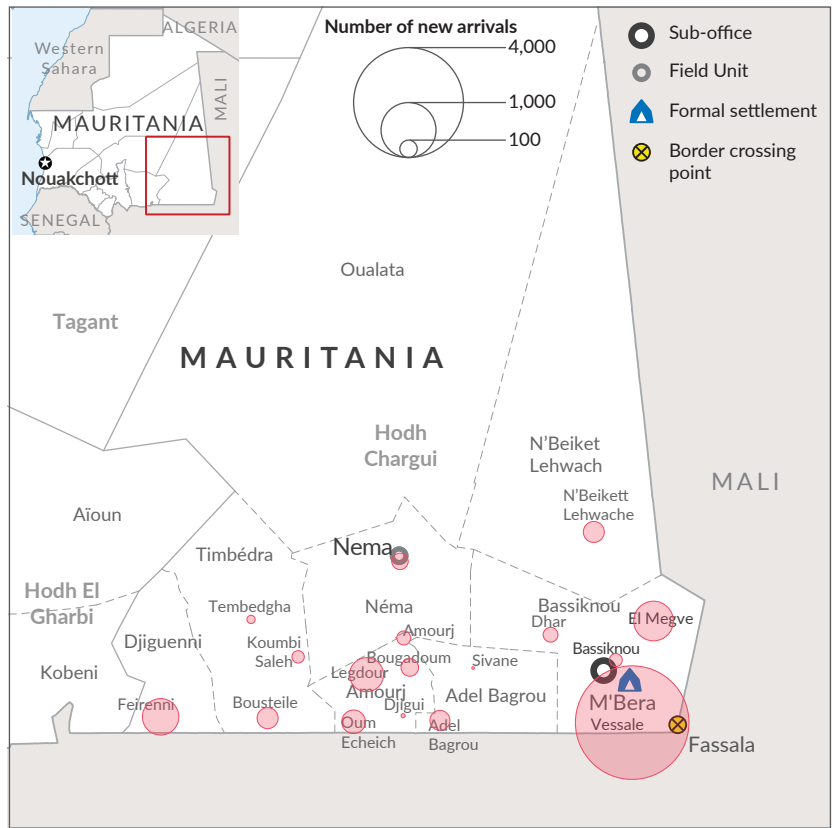 ALGERIA
Western
Sahara
MALI
MAURITANIA
Nouakchott
SENEGAL
Number of new arrivals
4,000
1,000
100
Sub-office
Field Unit
Formal settlement
Border crossing
point
Oualata
Tagant
MAURITANIA
Hodh
Chargui
N'Beiket
Lehwach
MALI
N'Beikett
Lehwache
Aïoun
Nema
Timbédra
Hodh El
Gharbi
Tembedgha
Néma
Bassiknou
Dhar
El Megve
Djiguenni
Koumbi
Saleh
Amourj
Bougadoum
Sivane
Bassiknou
Kobeni
Legdour
Amourj
Adel Bagrou
M'Bera
Feirenni
Bousteile
Djigui
Vessale
Oum
Echeich
Adel
Bagrou
Fassala